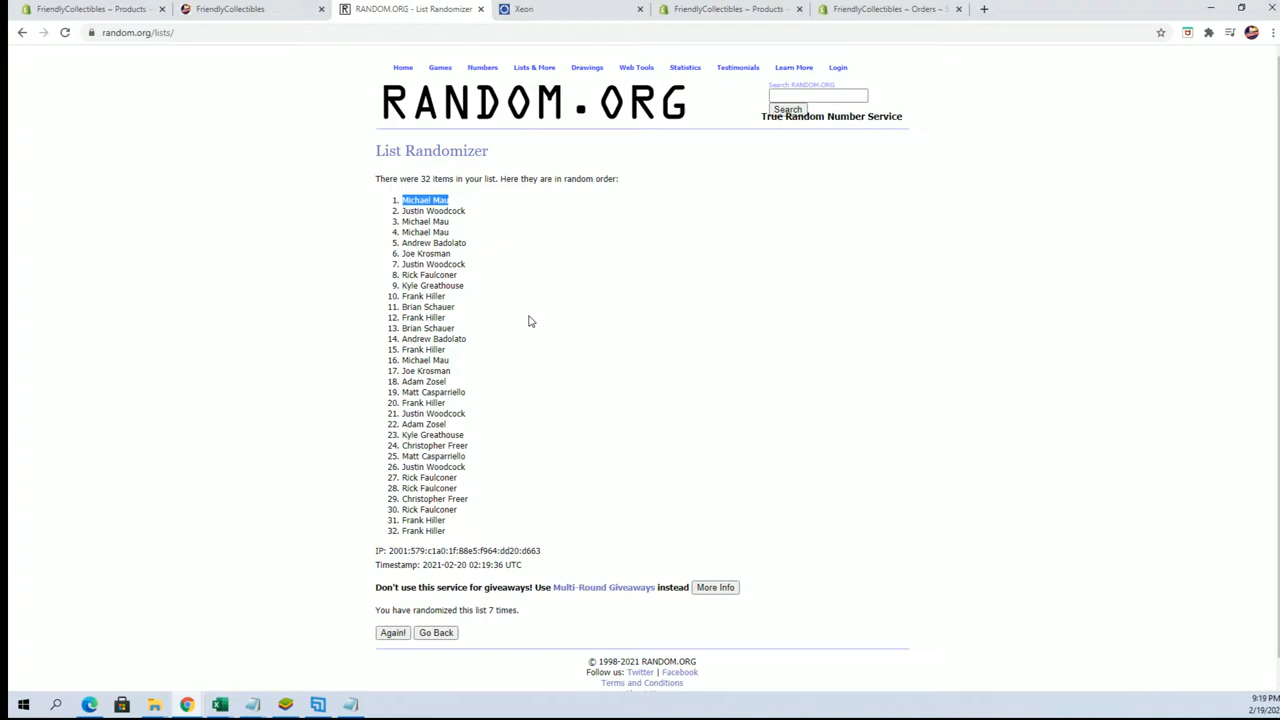 FriendlyCollectibles ~ Products ~
FriendlyCollectibles
RANDOM.ORG - List Randomizer
Xeon
FriendlyCollectibles ~ Products ~
FriendlyCollectibles ~ Orders ~ S
random.org/lists/
Home Games Numbers Lists & More Drawings Web Tools Statistics Testimonials Learn More Login
Search RANDOM.ORG
RANDOM.ORG
Search
True Random Number Service
List Randomizer
There were 32 items in your list. Here they are in random order:
1. Michael Mau
2. Justin Woodcock
3. Michael Mau
4. Michael Mau
5. Andrew Badolato
6. Joe Krosman
7. Justin Woodcock
8. Rick Faulconer
9. Kyle Greathouse
10. Frank Hiller
11. Brian Schauer
12. Frank Hiller
13. Brian Schauer
14. Andrew Badolato
15. Frank Hiller
16. Michael Mau
17. Joe Krosman
18. Adam Zosel
19. Matt Casparriello
20. Frank Hiller
21. Justin Woodcock
22. Adam Zosel
23. Kyle Greathouse
24. Christopher Freer
25. Matt Casparriello
26. Justin Woodcock
27. Rick Faulconer
28. Rick Faulconer
29. Christopher Freer
30. Rick Faulconer
31. Frank Hiller
32. Frank Hiller
IP: 2001:579:c1a0:1f:88e5:f964:dd20:d663
Timestamp: 2021-02-20 02:19:36 UTC
Don't use this service for giveaways! Use Multi-Round Giveaways instead More Info
You have randomized this list 7 times.
Again! Go Back
© 1998-2021 RANDOM.ORG
Follow us: Twitter | Facebook
Terms and Conditions
9:19 PM
2/19/202